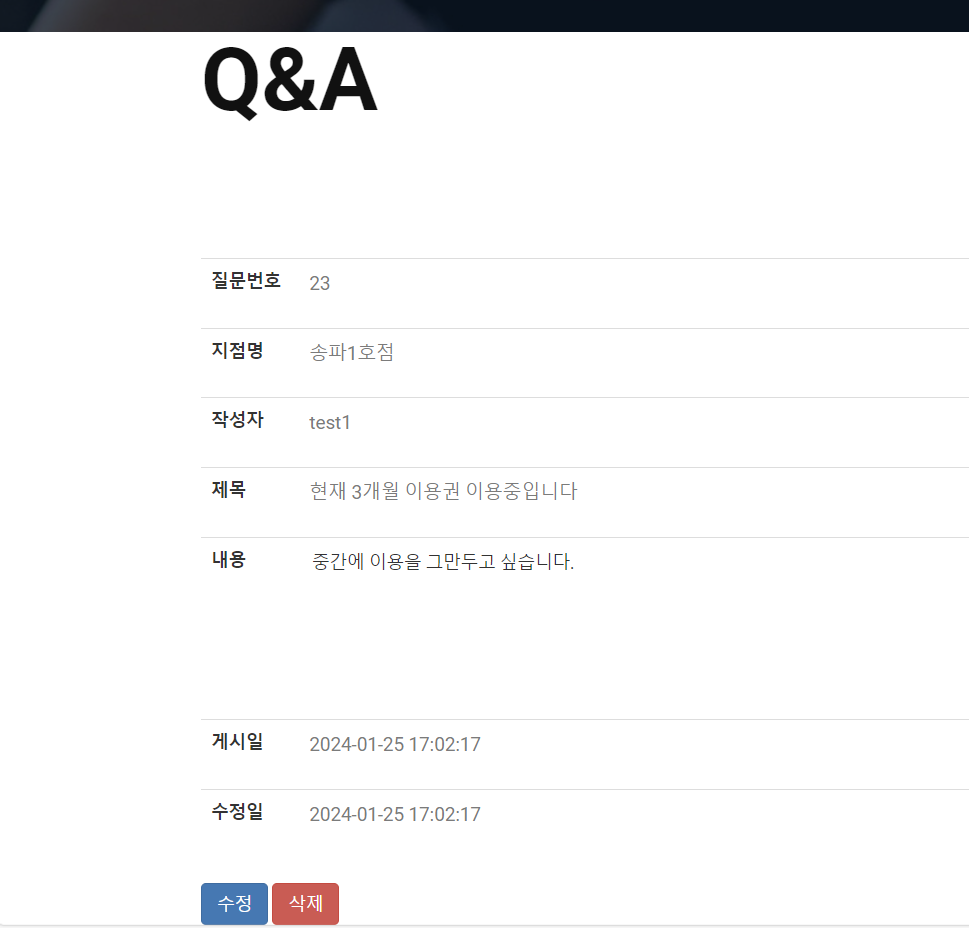 Q&A
질문번호 23
지점명 송파1호점
작성자 test1
제목 현재 3개월 이용권 이용중입니다
내용 중간에 이용을 그만두고 싶습니다.
게시일 2024-01-25 17:02:17
수정일 2024-01-25 17:02:17
수정 삭제